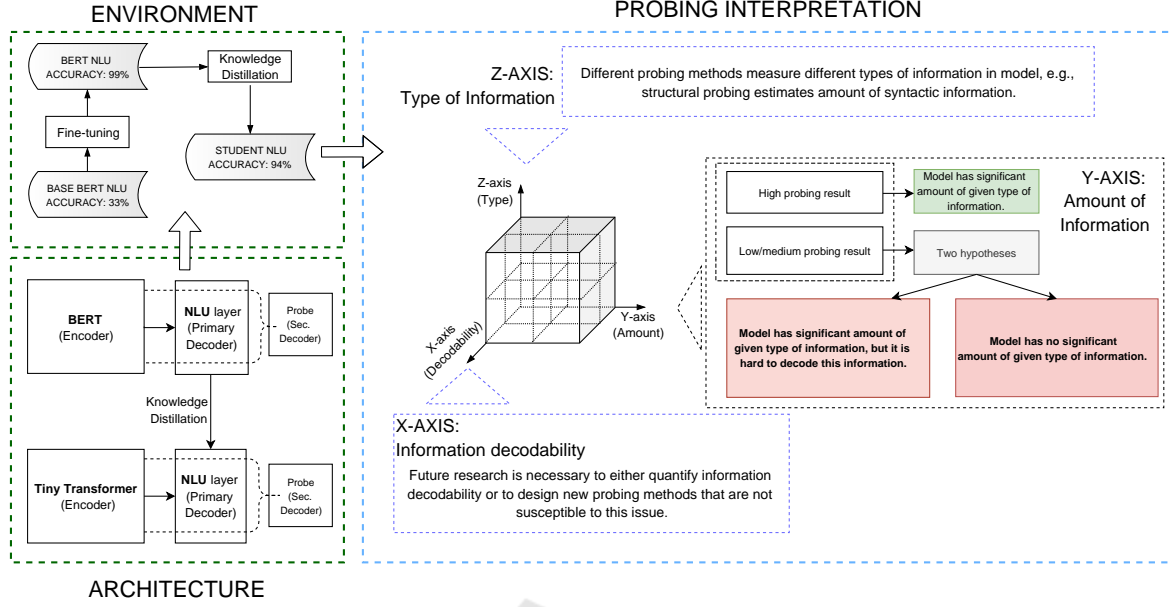 ENVIRONMENT
BERT NLU
ACCURACY: 99%
Knowledge
Distillation
Fine-tuning
STUDENT NLU
ACCURACY: 94%
BASE BERT NLU
ACCURACY: 33%
BERT
(Encoder)
NLU layer
(Primary
Decoder)
Probe
(Sec.
Decoder)
Knowledge
Distillation
Tiny Transformer
(Encoder)
NLU layer
(Primary
Decoder)
Probe
(Sec.
Decoder)
ARCHITECTURE
PROBING INTERPRETATION
Z-AXIS:
Type of Information
Different probing methods measure different types of information in model, e.g.,
structural probing estimates amount of syntactic information.
Z-axis
(Type)
Y-axis
(Amount)
X-axis
(Decodability)
Y-AXIS:
Amount of
Information
High probing result
Model has significant
amount of given type of
information.
Low/medium probing result
Two hypotheses
Model has significant amount of
given type of information, but it is
hard to decode this information.
Model has no significant
amount of given type of information.
X-AXIS:
Information decodability
Future research is necessary to either quantify information
decodability or to design new probing methods that are not
susceptible to this issue.